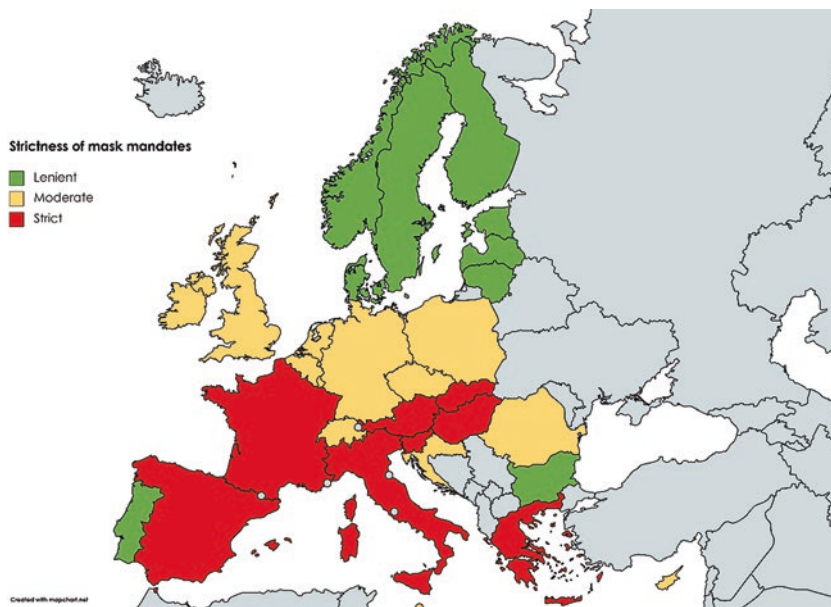 Strictness of mask mandates
Lenient
Moderate
Strict
Created with mapchart.net